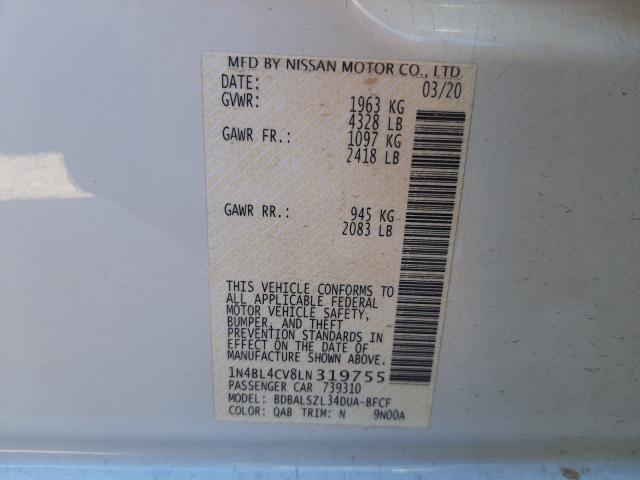 MFD BY NISSAN MOTOR CO., LTD.
DATE: 03/20
GVWR: 1963 KG
4328 LB
GAWR FR.: 1097 KG
2418 LB
GAWR RR.: 945 KG
2083 LB
THIS VEHICLE CONFORMS TO
ALL APPLICABLE FEDERAL
MOTOR VEHICLE SAFETY,
BUMPER, AND THEFT
PREVENTION STANDARDS IN
EFFECT ON THE DATE OF
MANUFACTURE SHOWN ABOVE.
1N4BL4CV8LN319755
PASSENGER CAR 739310
MODEL: BDBALSZL34DUA-BFCF
COLOR: QAB TRIM: N 9N00A